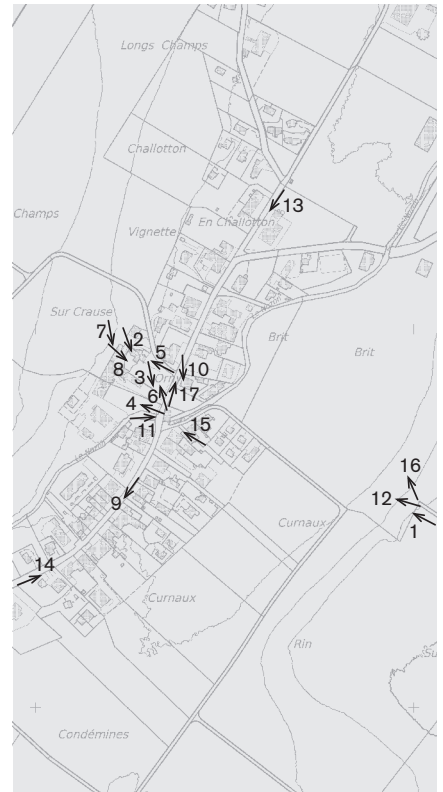 Longs Champs
Challotton
13
En Challotton
Champs
Vignette
Sur Crause
7
2
Brit
Brit
5
8
10
3
6
17
4
11
15
16
12
9
Curnaux
1
14
Curnaux
Rin
Condémines